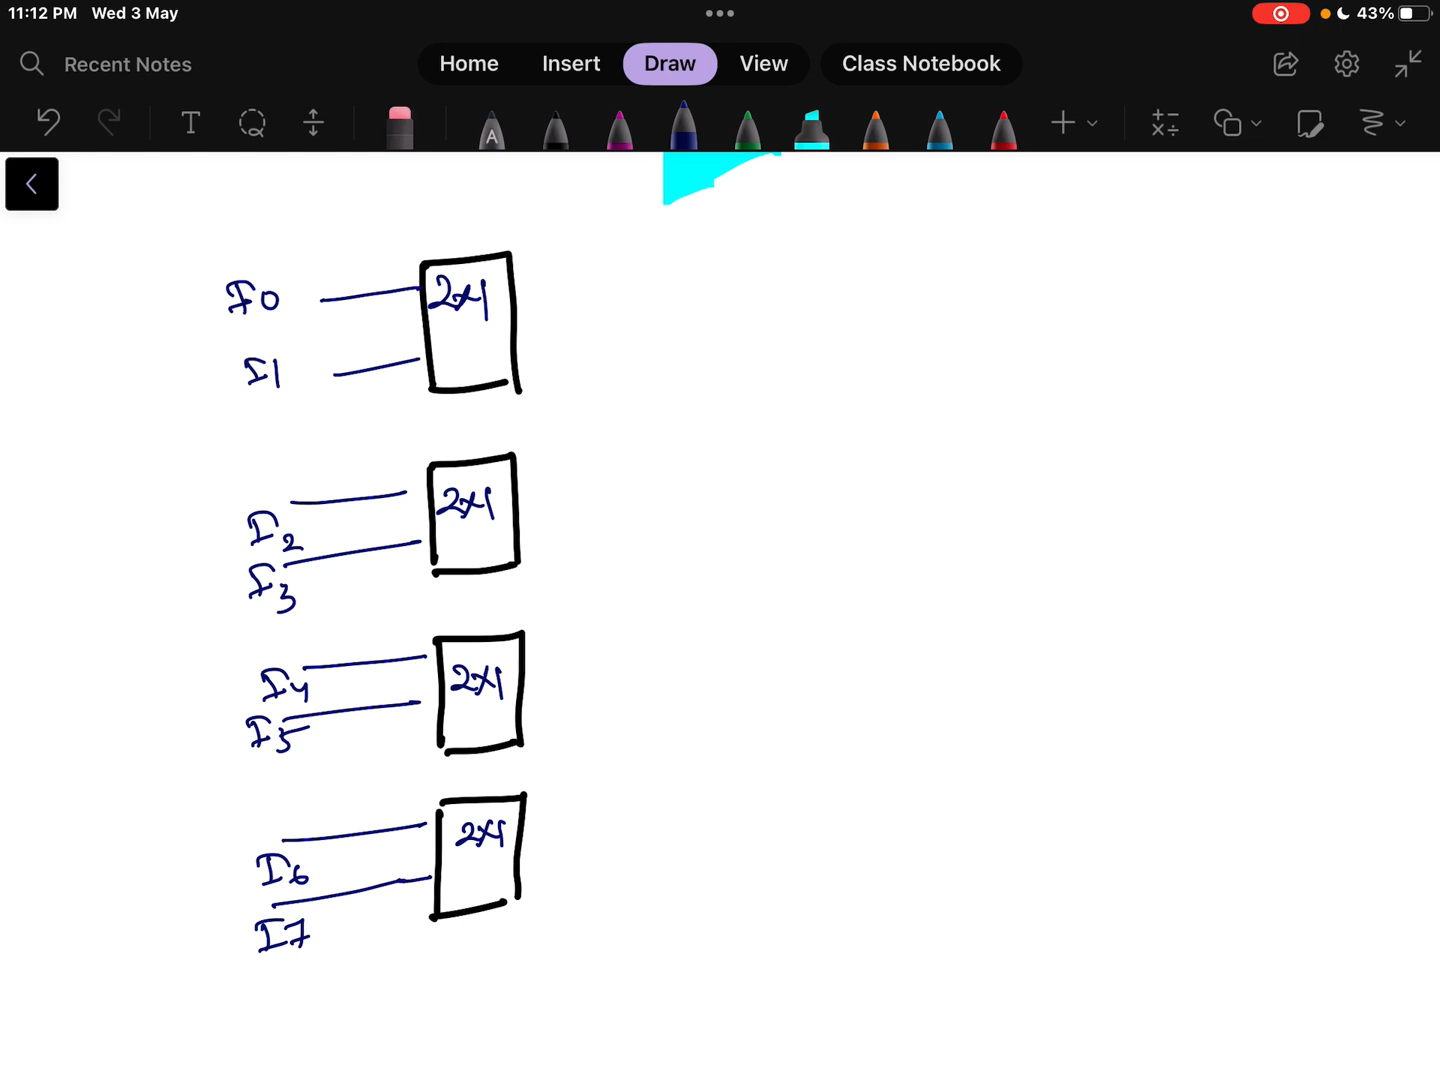 11:12 PM Wed 3 May
43%
Recent Notes
Home Insert Draw View Class Notebook
T
A
I0
2x1
I1
2x1
I2
I3
I4
2x1
I5
2x1
I6
I7